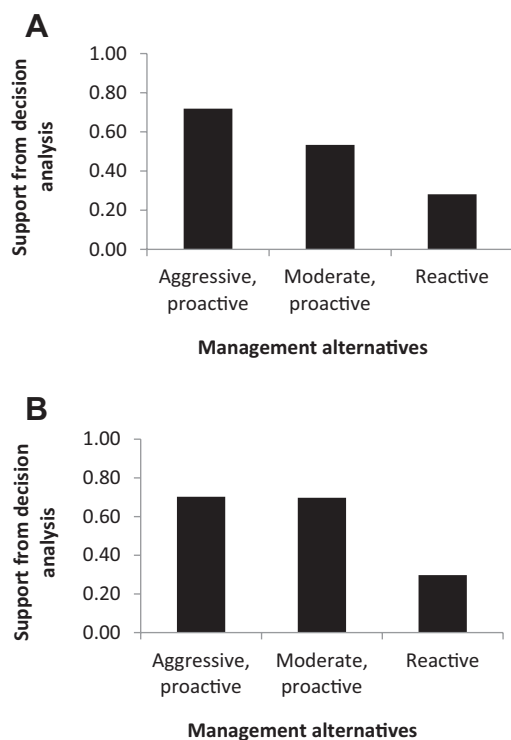 A
Support from decision
analysis
1.00
0.80
0.60
0.40
0.20
0.00
Aggressive, Moderate, Reactive
proactive proactive
Management alternatives
B
Support from decision
analysis
1.00
0.80
0.60
0.40
0.20
0.00
Aggressive, Moderate, Reactive
proactive proactive
Management alternatives